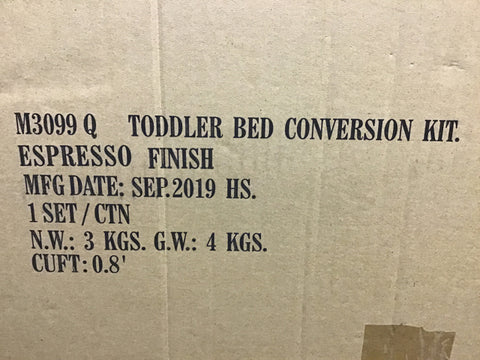 M3099 Q TODDLER BED CONVERSION KIT.
ESPRESSO FINISH
MFG DATE: SEP.2019 HS.
1 SET / CTN
N.W.: 3 KGS. G.W.: 4 KGS.
CUFT: 0.8'